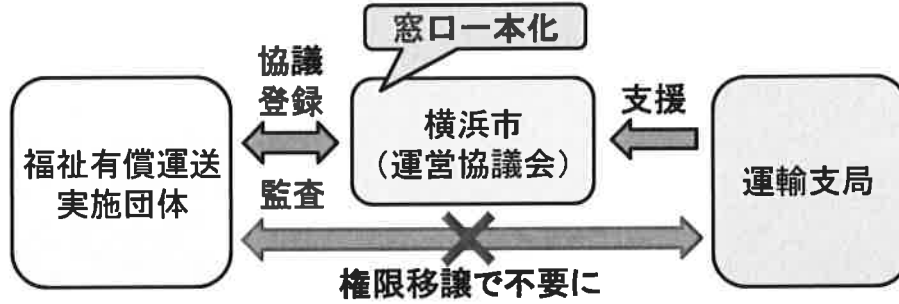 窓口一本化
協議
登録
監査
福祉有償運送
実施団体
横浜市
（運営協議会）
支援
運輸支局
権限移譲で不要に